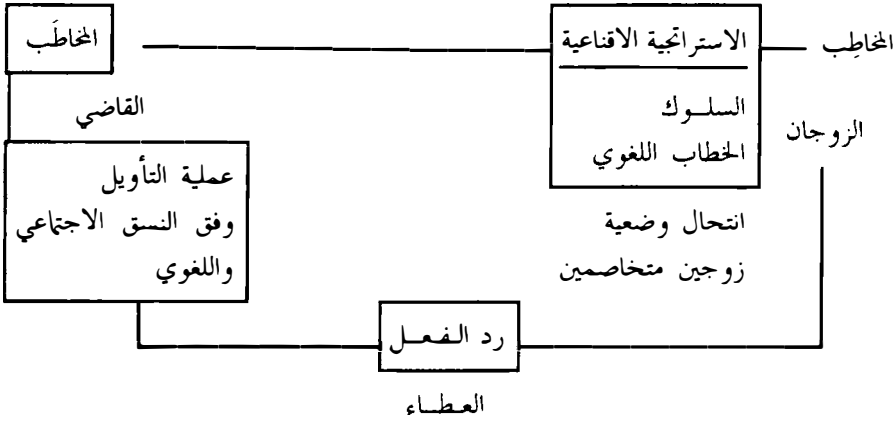 المخاطِب
الاستراتجية الاقناعية
المخاطَب
السلوك
الخطاب اللغوي
الزوجان
القاضي
انتحال وضعية
زوجين متخاصمين
عملية التأويل
وفق النسق الاجتماعي
واللغوي
رد الفعل
العطاء